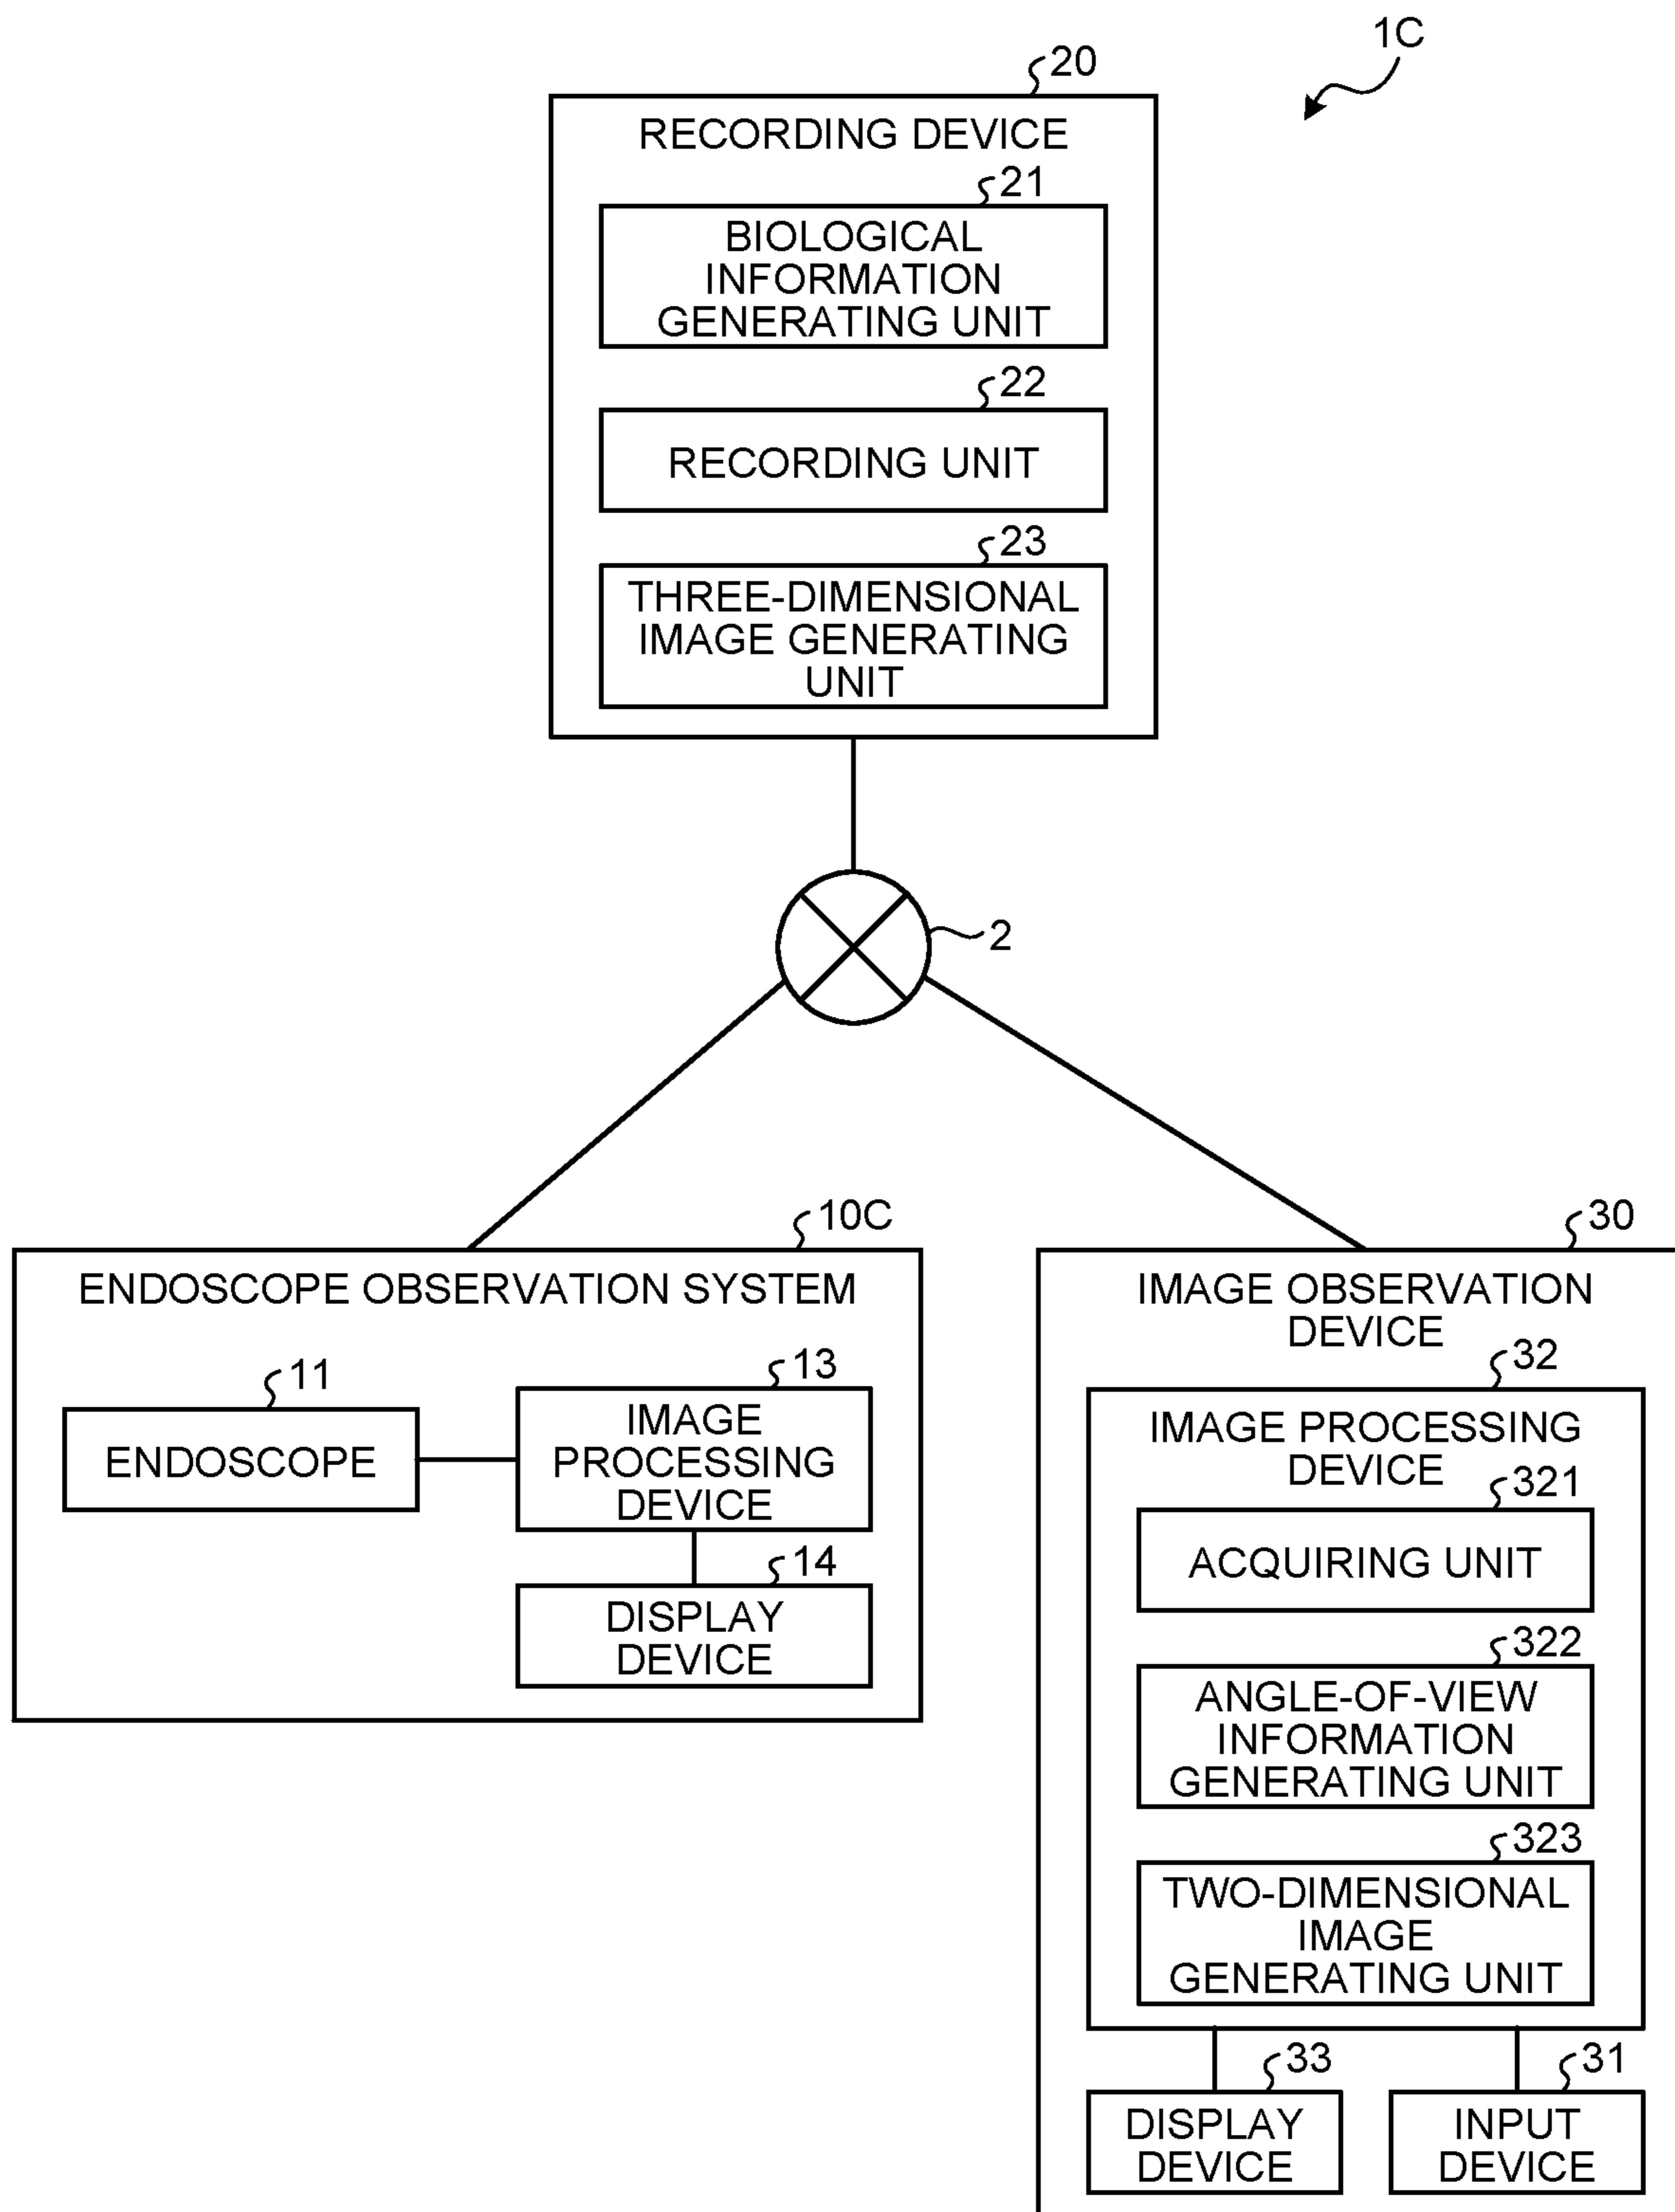 1C
20
RECORDING DEVICE
21
BIOLOGICAL
INFORMATION
GENERATING UNIT
22
RECORDING UNIT
23
THREE-DIMENSIONAL
IMAGE GENERATING
UNIT
2
10C
ENDOSCOPE OBSERVATION SYSTEM
11
ENDOSCOPE
13
IMAGE
PROCESSING
DEVICE
14
DISPLAY
DEVICE
30
IMAGE OBSERVATION
DEVICE
32
IMAGE PROCESSING
DEVICE
321
ACQUIRING UNIT
322
ANGLE-OF-VIEW
INFORMATION
GENERATING UNIT
323
TWO-DIMENSIONAL
IMAGE
GENERATING UNIT
33
DISPLAY
DEVICE
31
INPUT
DEVICE